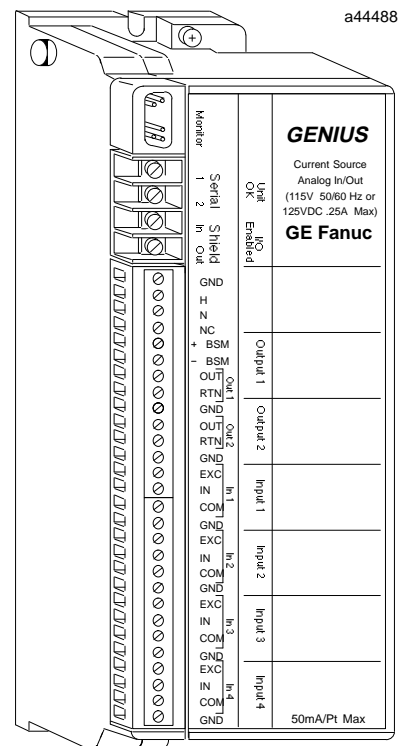 a44488
GENIUS
Current Source
Analog In/Out
(115V 50/60 Hz or
125VDC .25A Max)
GE Fanuc
Monitor
Serial
1 2
Shield
In Out
Unit
OK
I/O
Enabled
GND
H
N
NC
+ BSM
− BSM
OUT
RTN
Out 1
GND
OUT
RTN
Out 2
GND
EXC
IN
COM
In 1
GND
EXC
IN
COM
In 2
GND
EXC
IN
COM
In 3
GND
EXC
IN
COM
In 4
GND
Output 1
Output 2
Input 1
Input 2
Input 3
Input 4
50mA/Pt Max